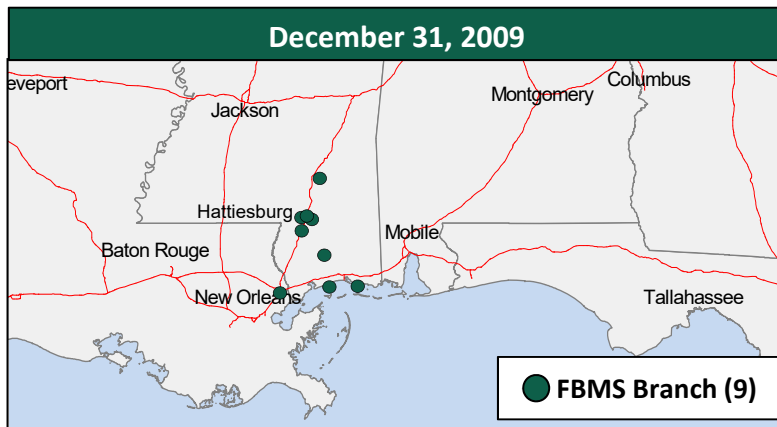 December 31, 2009
eveport
Columbus
Montgomery
Jackson
Hattiesburg
Mobile
Baton Rouge
New Orleans
Tallahassee
FBMS Branch (9)